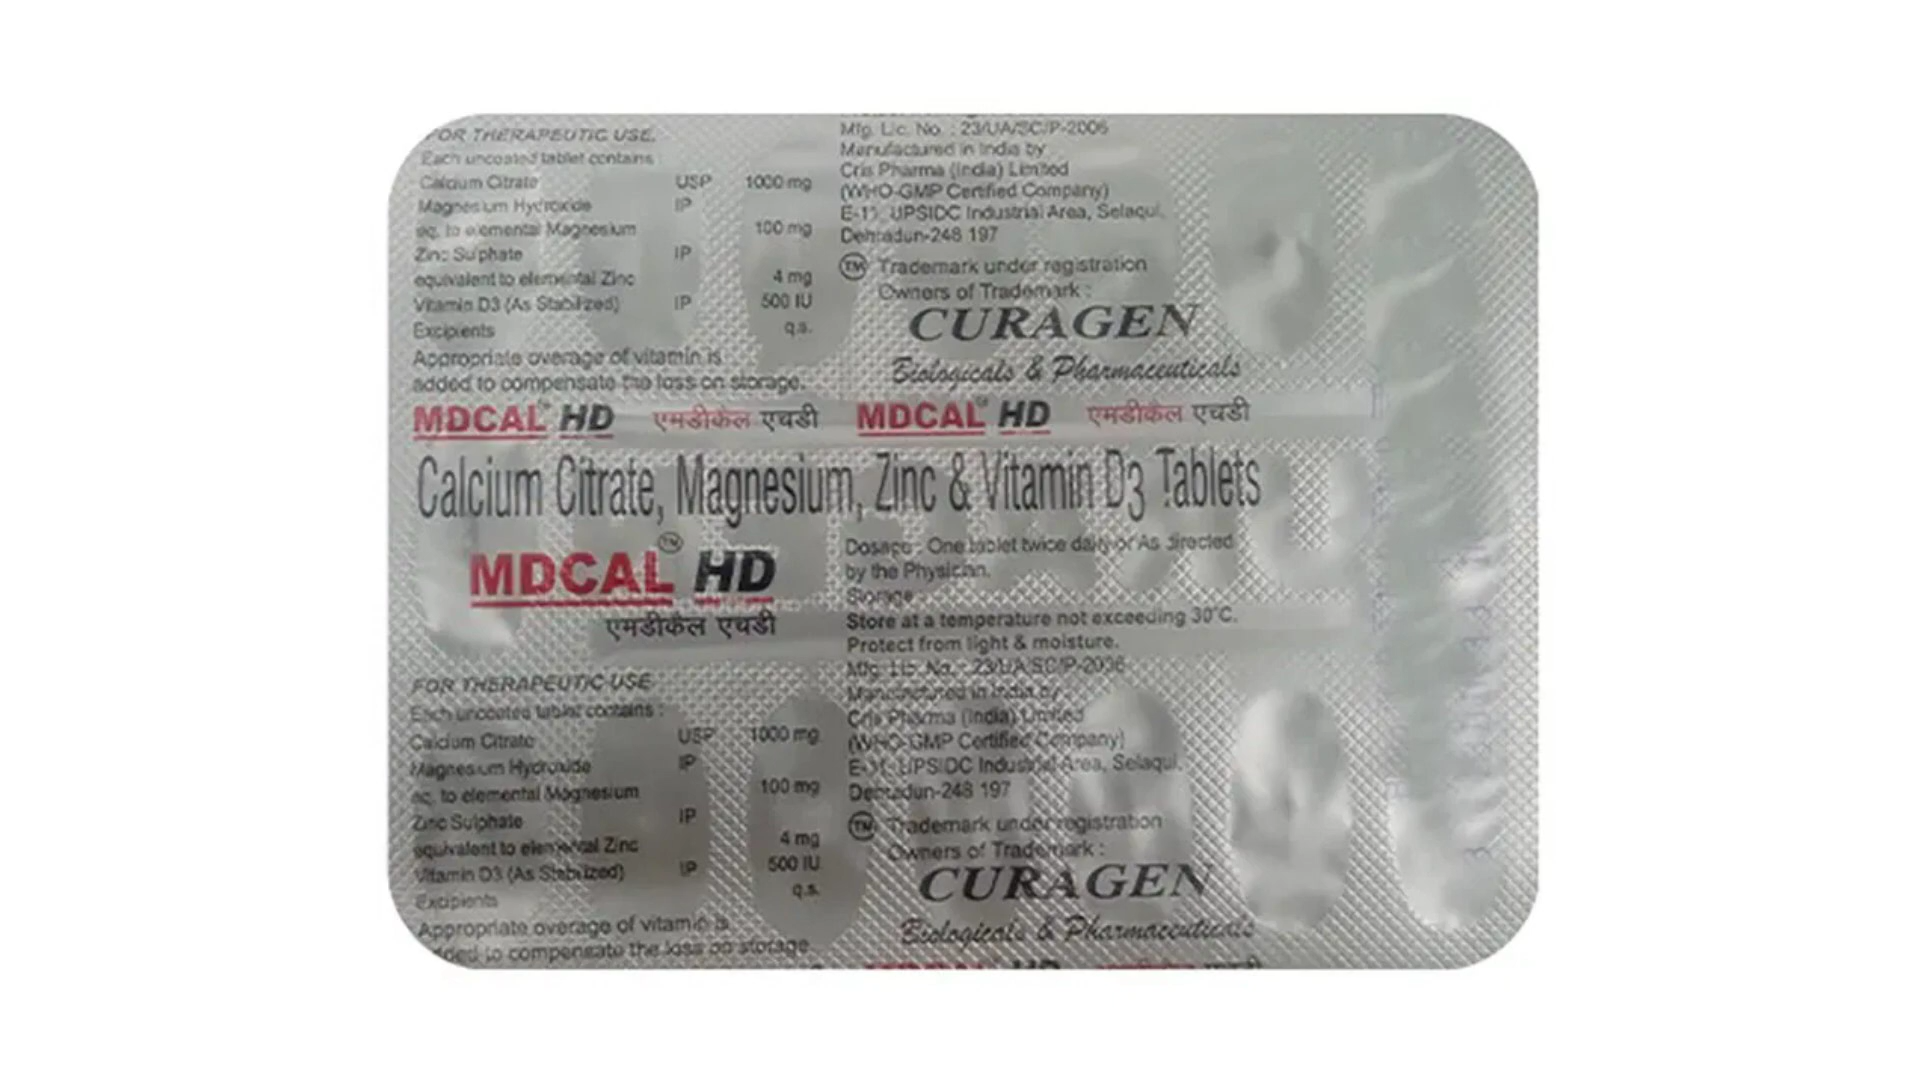 FOR THERAPEUTIC USE.
Each uncoated tablet contains
Calcium Citrate USP 1000 mg
Magnesium Hydroxide IP
eq. to elemental Magnesium 100 mg
Zinc Sulphate IP
equivalent to elemental Zinc 4 mg
Vitamin D3 (As Stabilized) IP 500 IU
Excipients q.s.
Appropriate overage of vitamin is
added to compensate the loss on storage.
Mfg. Lic. No. : 23/UA/SC/P-2006
Manufactured in India by
Cris Pharma (India) Limited
(WHO-GMP Certified Company)
E-11, UPSIDC Industrial Area, Selaqui,
Dehradun-248 197
TM Trademark under registration
Owners of Trademark :
CURAGEN
Biologicals & Pharmaceuticals
MDCAL™ HD एमडीकॅल एचडी MDCAL™ HD एमडीकॅल एचडी
Calcium Citrate, Magnesium, Zinc & Vitamin D3 Tablets
MDCAL™ HD
एमडीकॅल एचडी
Dosage : One tablet twice daily or As directed
by the Physician.
Storage
Store at a temperature not exceeding 30°C.
Protect from light & moisture.
FOR THERAPEUTIC USE
Each uncoated tablet contains :
Calcium Citrate USP 1000 mg
Magnesium Hydroxide IP
eq. to elemental Magnesium 100 mg
Zinc Sulphate IP
equivalent to elemental Zinc 4 mg
Vitamin D3 (As Stabilized) IP 500 IU
Excipients q.s.
Appropriate overage of vitamin is
added to compensate the loss on storage
Mfg. Lic. No. : 23/UA/SC/P-2006
Manufactured in India by :
Cris Pharma (India) Limited
(WHO-GMP Certified Company)
E-11, UPSIDC Industrial Area, Selaqui,
Dehradun-248 197
TM Trademark under registration
Owners of Trademark :
CURAGEN
Biologicals & Pharmaceuticals